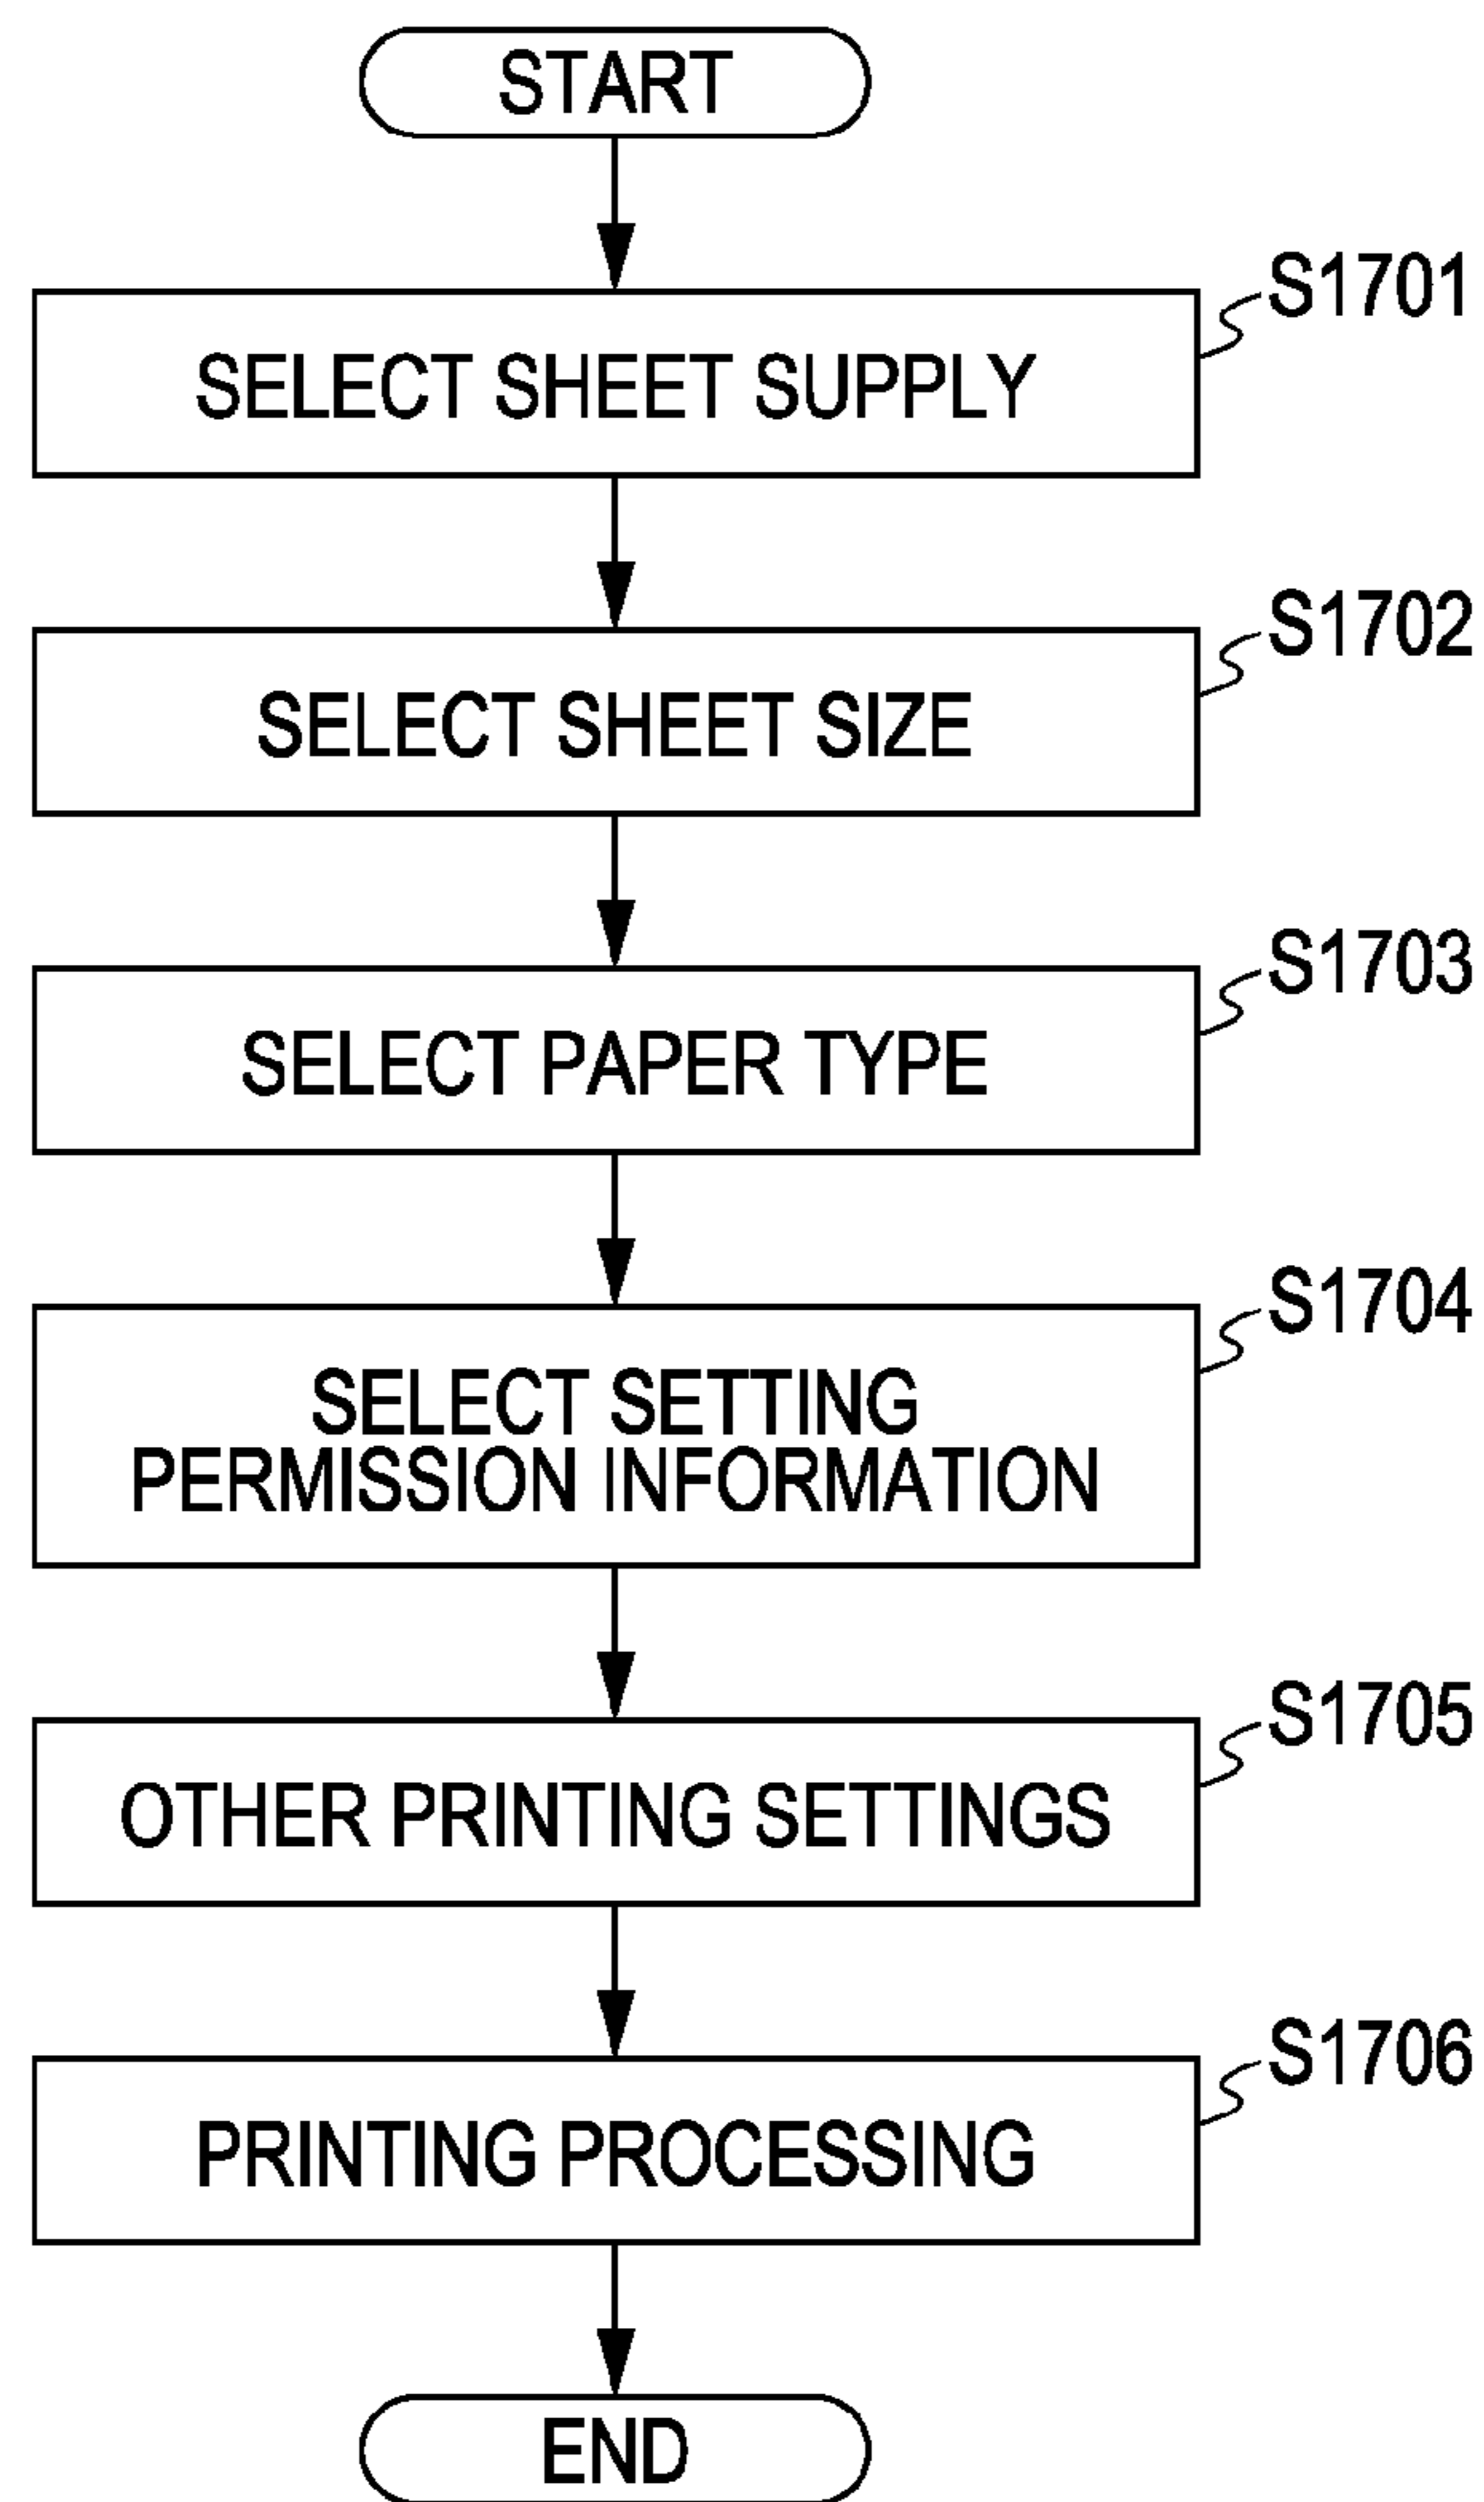 START
S1701
SELECT SHEET SUPPLY
S1702
SELECT SHEET SIZE
S1703
SELECT PAPER TYPE
S1704
SELECT SETTING
PERMISSION INFORMATION
S1705
OTHER PRINTING SETTINGS
S1706
PRINTING PROCESSING
END